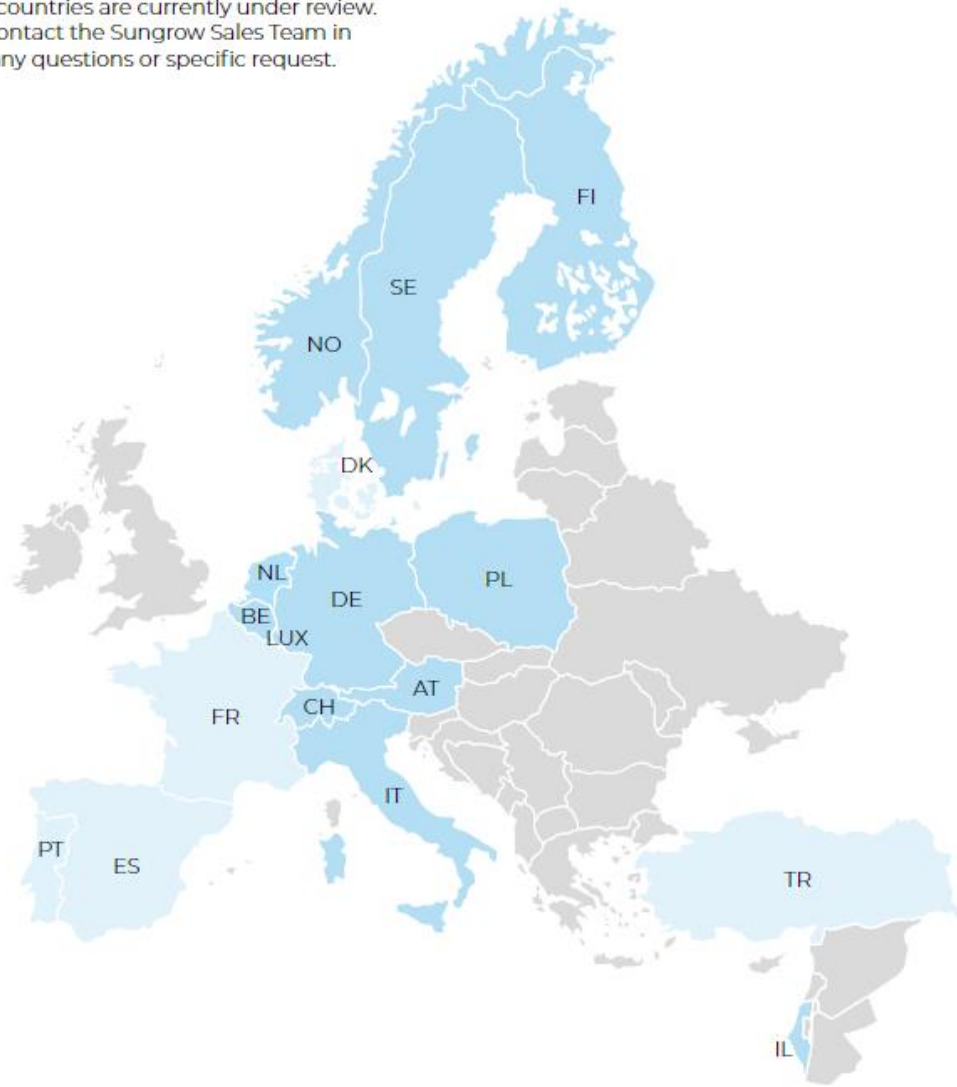 countries are currently under review.
ontact the Sungrow Sales Team in
ny questions or specific request.
FI
SE
NO
DK
NL
PL
DE
BE
LUX
AT
CH
FR
IT
PT
ES
TR
IL